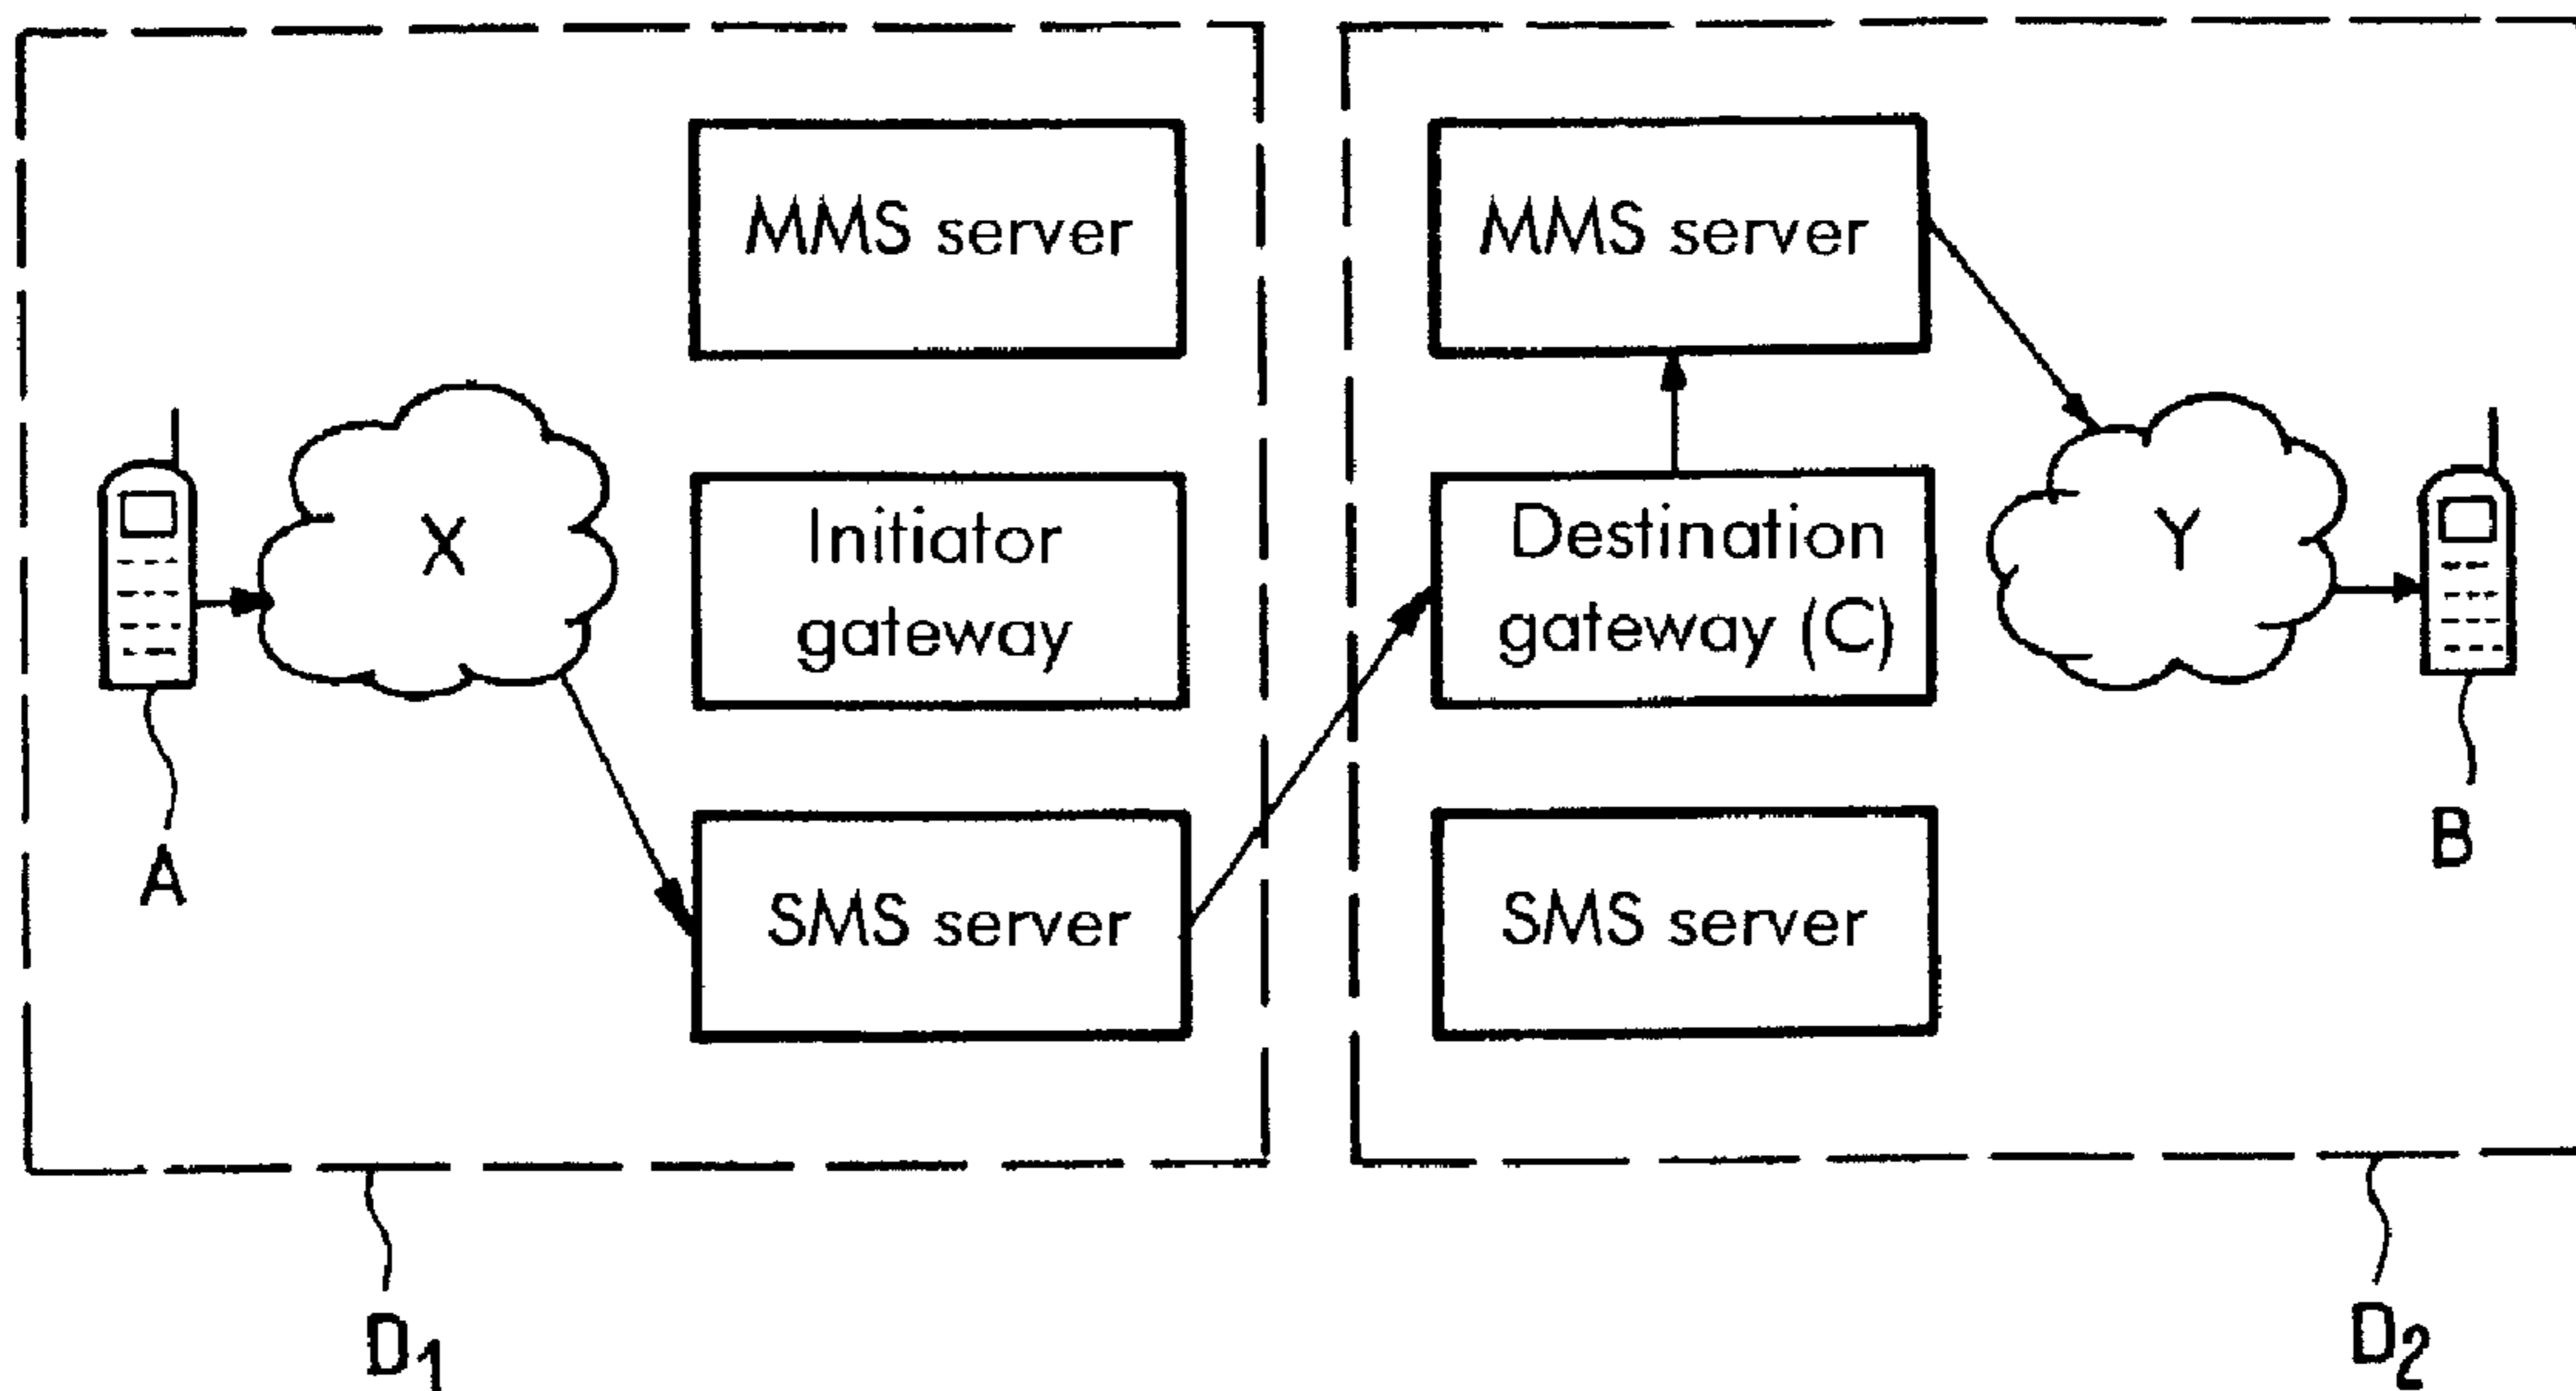 MMS server
MMS server
X
Initiator
gateway
Destination
gateway (C)
Y
A
SMS server
SMS server
B
D1
D2